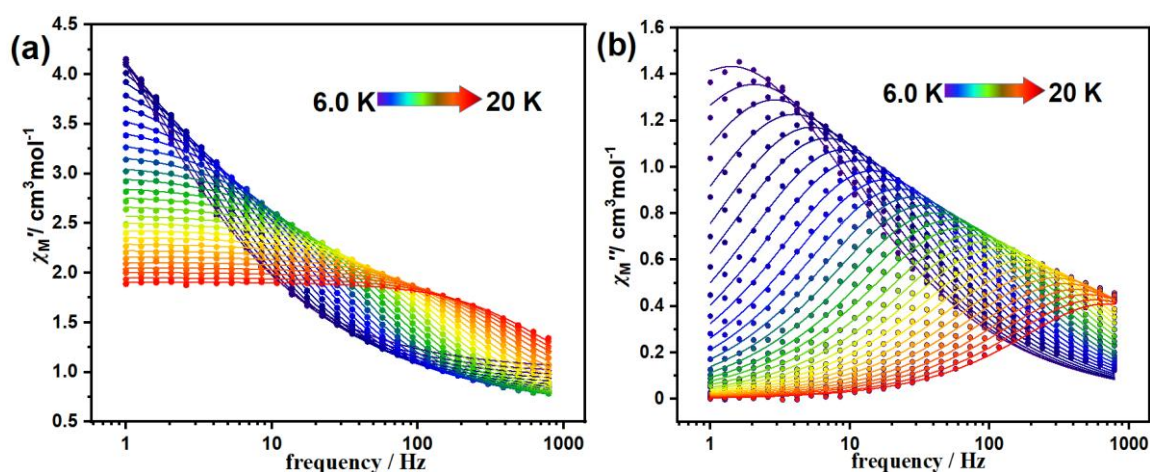 (a)
4.5
4.0
3.5
3.0
2.5
2.0
1.5
1.0
0.5
χM'/ cm³mol⁻¹
6.0 K 20 K
1 10 100 1000
frequency / Hz
(b)
1.6
1.4
1.2
1.0
0.8
0.6
0.4
0.2
0
χM''/ cm³mol⁻¹
6.0 K 20 K
1 10 100 1000
frequency / Hz